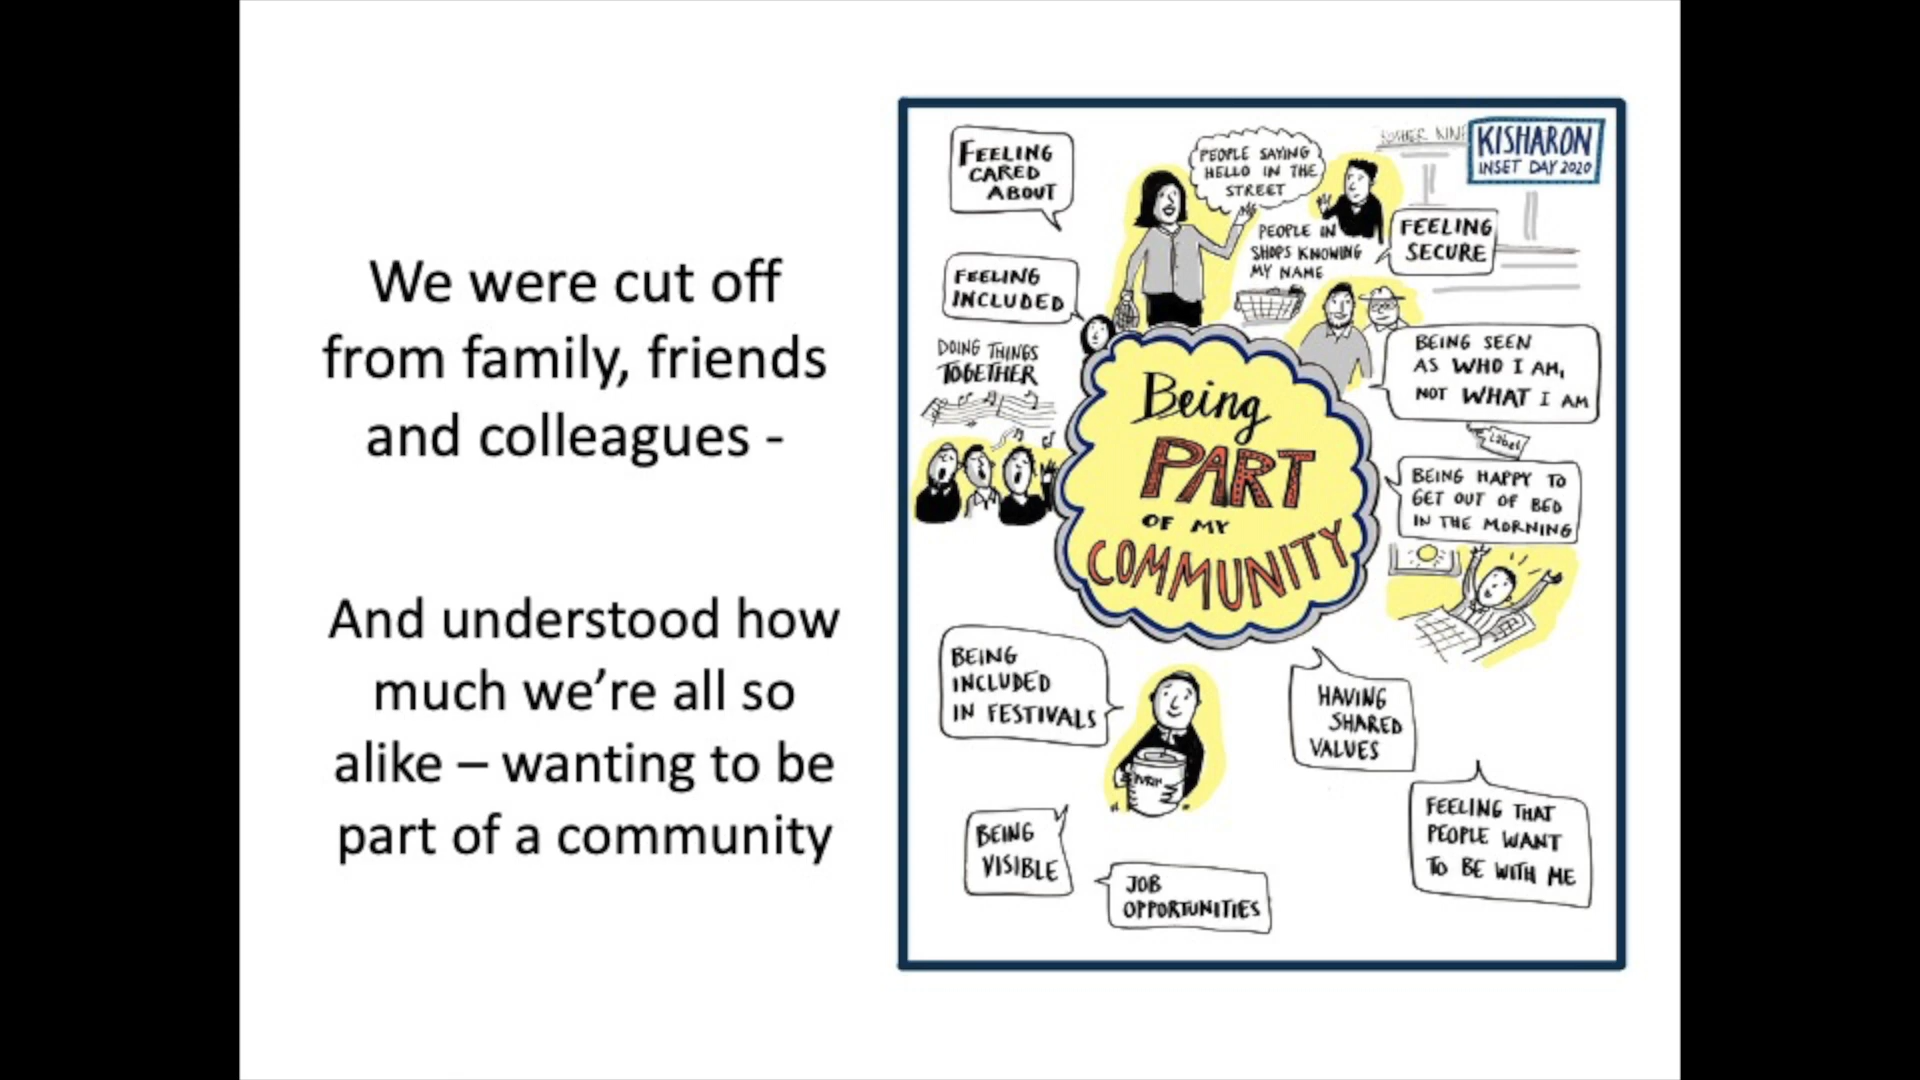 We were cut off
from family, friends
and colleagues -
And understood how
much we're all so
alike – wanting to be
part of a community
KISHARON
INSET DAY 2020
FEELING
CARED
ABOUT
PEOPLE SAYING
HELLO IN THE
STREET
PEOPLE IN
SHOPS KNOWING
MY NAME
FEELING
SECURE
FEELING
INCLUDED
DOING THINGS
TOGETHER
BEING SEEN
AS WHO I AM,
NOT WHAT I AM
Label
Being
PART
OF MY
COMMUNITY
BEING HAPPY TO
GET OUT OF BED
IN THE MORNING
BEING
INCLUDED
IN FESTIVALS
HAVING
SHARED
VALUES
FEELING THAT
PEOPLE WANT
TO BE WITH ME
BEING
VISIBLE
JOB
OPPORTUNITIES